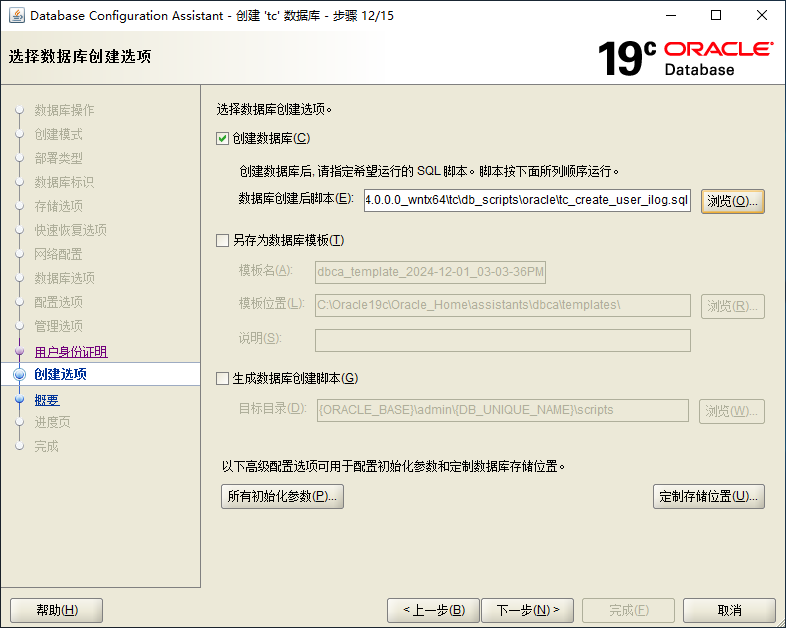 Database Configuration Assistant - 创建 'tc' 数据库 - 步骤 12/15
选择数据库创建选项
19c ORACLE Database
数据库操作
创建模式
部署类型
数据库标识
存储选项
快速恢复选项
网络配置
数据库选项
配置选项
管理选项
用户身份证明
创建选项
概要
进度页
完成
选择数据库创建选项。
创建数据库(C)
创建数据库后, 请指定希望运行的 SQL 脚本。脚本按下面所列顺序运行。
数据库创建后脚本(E): 4.0.0.0_wntx64\tc\db_scripts\oracle\tc_create_user_ilog.sql 浏览(O)...
另存为数据库模板(T)
模板名(A): dbca_template_2024-12-01_03-03-36PM
模板位置(L): C:\Oracle19c\Oracle_Home\assistants\dbca\templates\ 浏览(R)...
说明(S):
生成数据库创建脚本(G)
目标目录(D): {ORACLE_BASE}\admin\{DB_UNIQUE_NAME}\scripts 浏览(W)...
以下高级配置选项可用于配置初始化参数和定制数据库存储位置。
所有初始化参数(P)... 定制存储位置(U)...
帮助(H) < 上一步(B) 下一步(N) > 完成(F) 取消